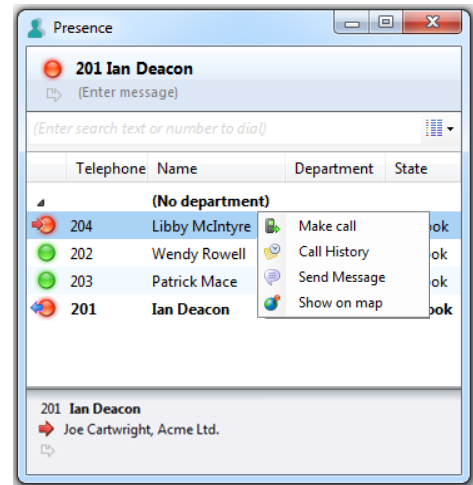 Presence
201 Ian Deacon
(Enter message)
(Enter search text or number to dial)
Telephone Name Department State
(No department)
204 Libby McIntyre ok
202 Wendy Rowell ok
203 Patrick Mace ok
201 Ian Deacon ook
Make call
Call History
Send Message
Show on map
201 Ian Deacon
Joe Cartwright, Acme Ltd.